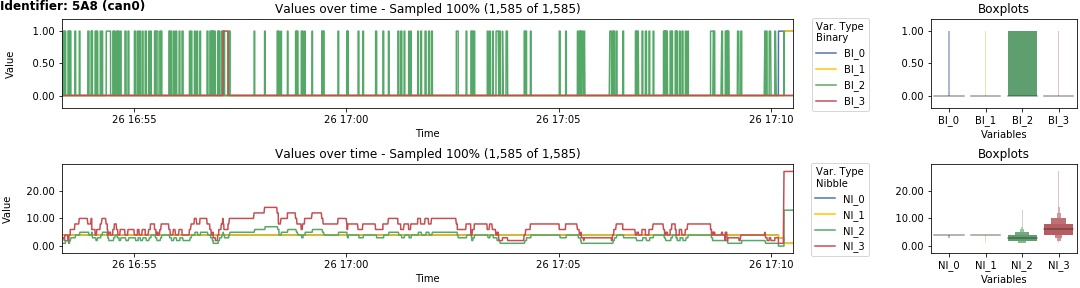 Identifier: 5A8 (can0)
Values over time - Sampled 100% (1,585 of 1,585)
Value
1.00
0.50
0.00
26 16:55
26 17:00
26 17:05
26 17:10
Time
Var. Type
Binary
BI_0
BI_1
BI_2
BI_3
Boxplots
1.00
0.50
0.00
BI_0
BI_1
BI_2
BI_3
Variables
Values over time - Sampled 100% (1,585 of 1,585)
Value
20.00
10.00
0.00
26 16:55
26 17:00
26 17:05
26 17:10
Time
Var. Type
Nibble
NI_0
NI_1
NI_2
NI_3
Boxplots
20.00
10.00
0.00
NI_0
NI_1
NI_2
NI_3
Variables